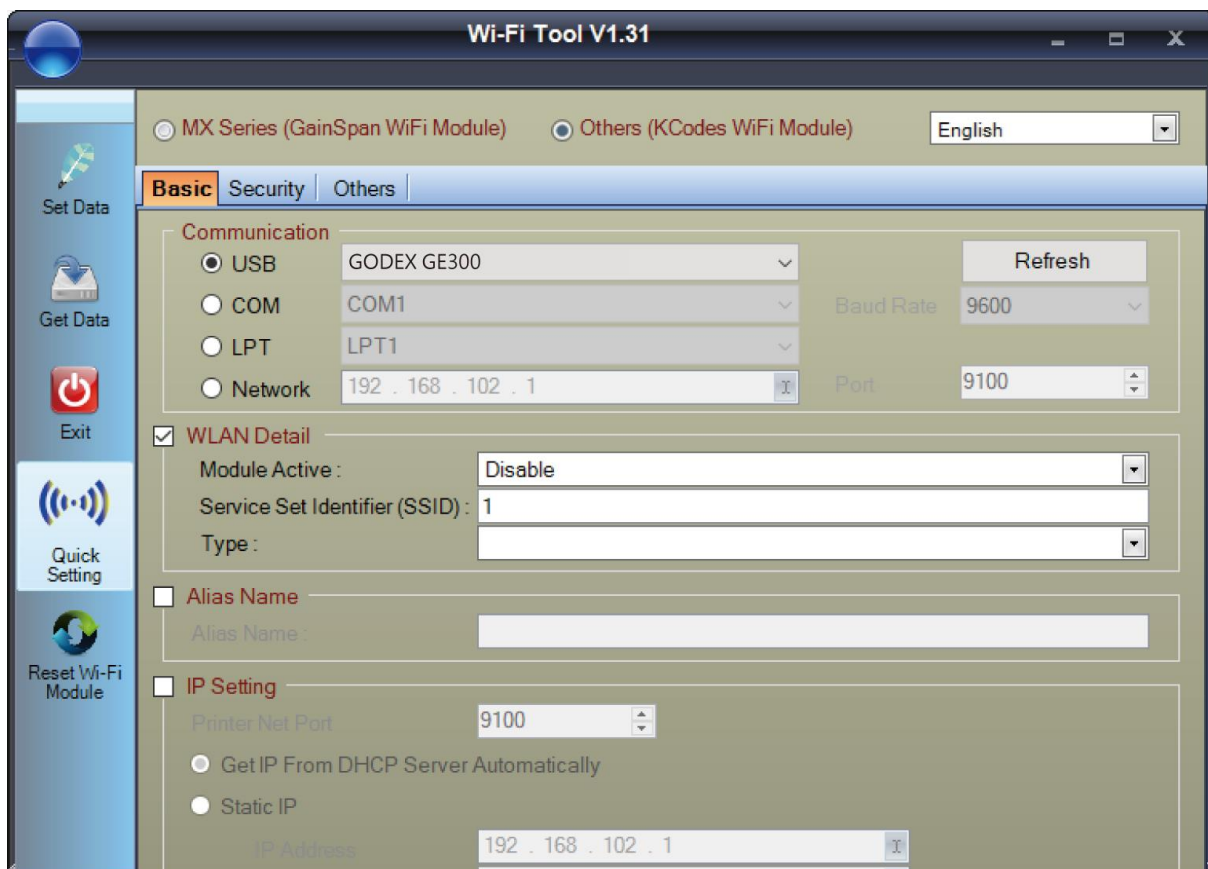 Wi-Fi Tool V1.31
MX Series (GainSpan WiFi Module) Others (KCodes WiFi Module) English
Basic Security Others
Set Data
Get Data
Exit
Quick
Setting
Reset Wi-Fi
Module
Communication
USB GODEX GE300 Refresh
COM COM1 Baud Rate 9600
LPT LPT1
Network 192 . 168 . 102 . 1 Port 9100
WLAN Detail
Module Active : Disable
Service Set Identifier (SSID) : 1
Type :
Alias Name
Alias Name :
IP Setting
Printer Net Port 9100
Get IP From DHCP Server Automatically
Static IP
IP Address 192 . 168 . 102 . 1